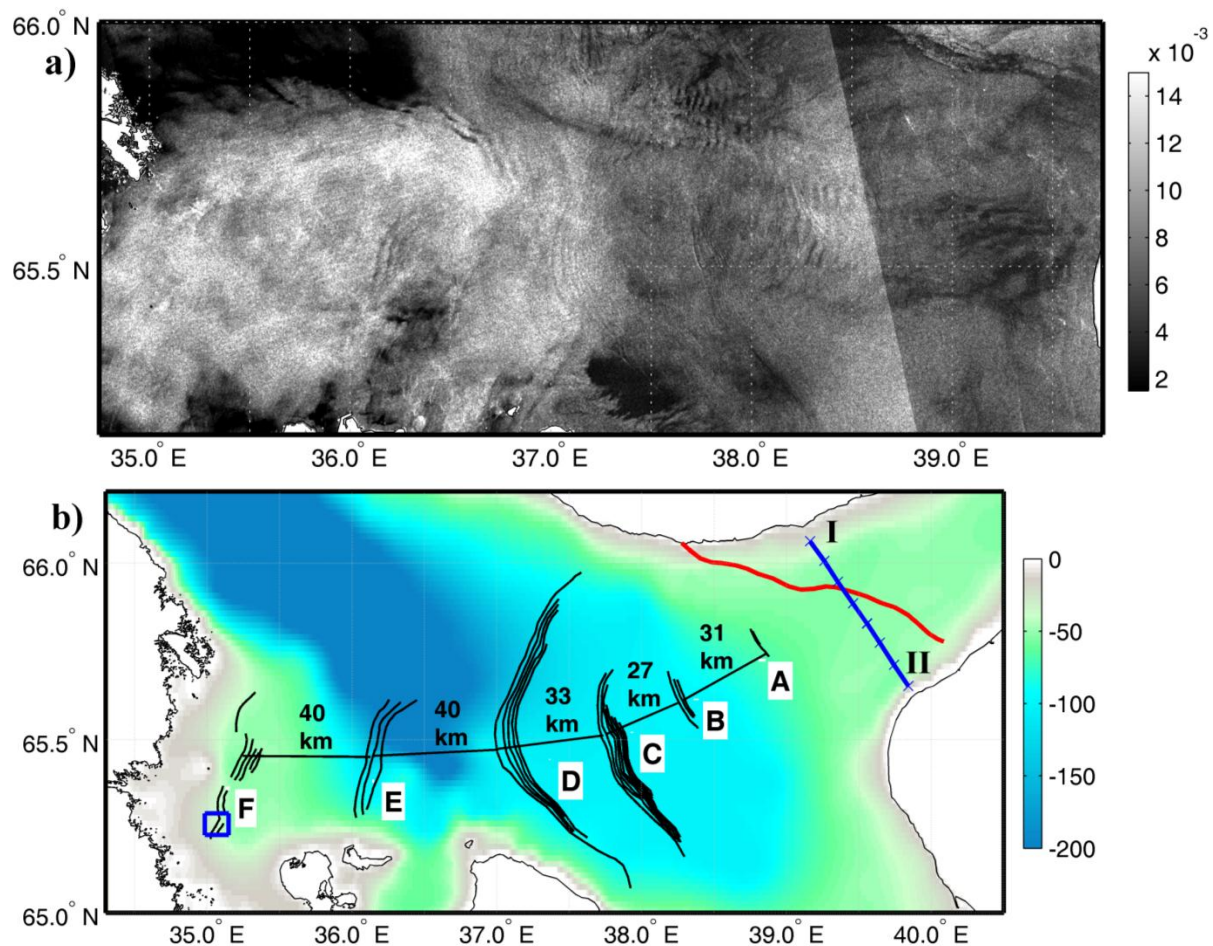 66.0° N
a)
65.5° N
35.0° E 36.0° E 37.0° E 38.0° E 39.0° E
x 10⁻³
14
12
10
8
6
4
2
b)
66.0° N
65.5° N
65.0° N
I
II
31
km
A
27
km
B
33
km
C
40
km
D
40
km
E
F
35.0° E 36.0° E 37.0° E 38.0° E 39.0° E 40.0° E
0
-50
-100
-150
-200